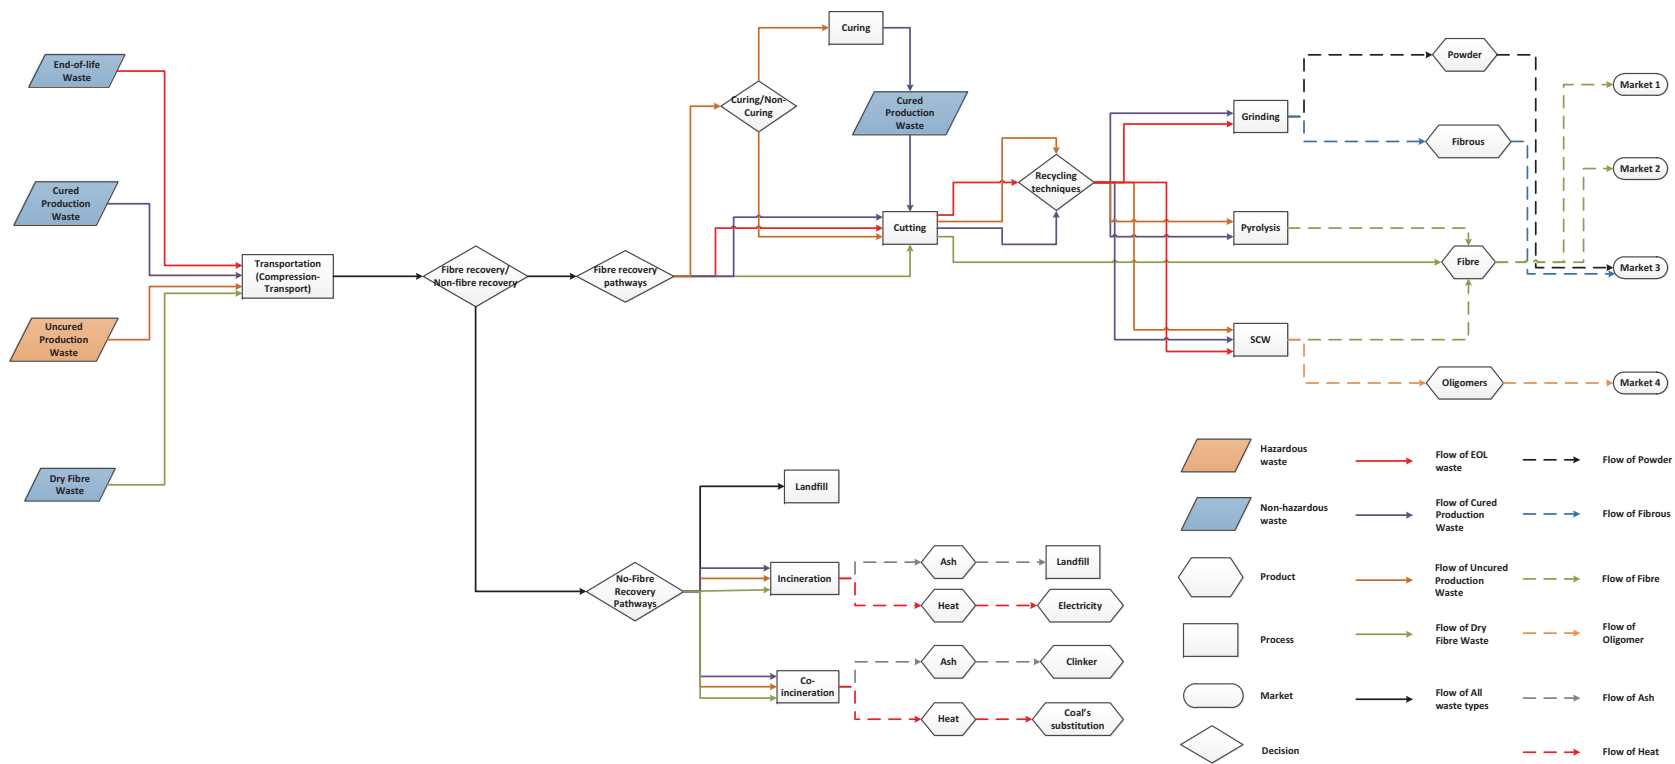 End-of-life
Waste
Cured
Production
Waste
Uncured
Production
Waste
Dry Fibre
Waste
Transportation
(Compression-
Transport)
Fibre recovery/
Non-fibre recovery
Fibre recovery
pathways
Curing/Non-
Curing
Curing
Cured
Production
Waste
Cutting
Recycling
techniques
Grinding
Pyrolysis
SCW
Powder
Fibrous
Fibre
Oligomers
Market 1
Market 2
Market 3
Market 4
No-Fibre
Recovery
Pathways
Landfill
Incineration
Co-
incineration
Ash
Landfill
Heat
Electricity
Ash
Clinker
Heat
Coal's
substitution
Hazardous
waste
Non-hazardous
waste
Product
Process
Market
Decision
Flow of EOL
waste
Flow of Cured
Production
Waste
Flow of Uncured
Production
Waste
Flow of Dry
Fibre Waste
Flow of All
waste types
Flow of Powder
Flow of Fibrous
Flow of Fibre
Flow of
Oligomer
Flow of Ash
Flow of Heat